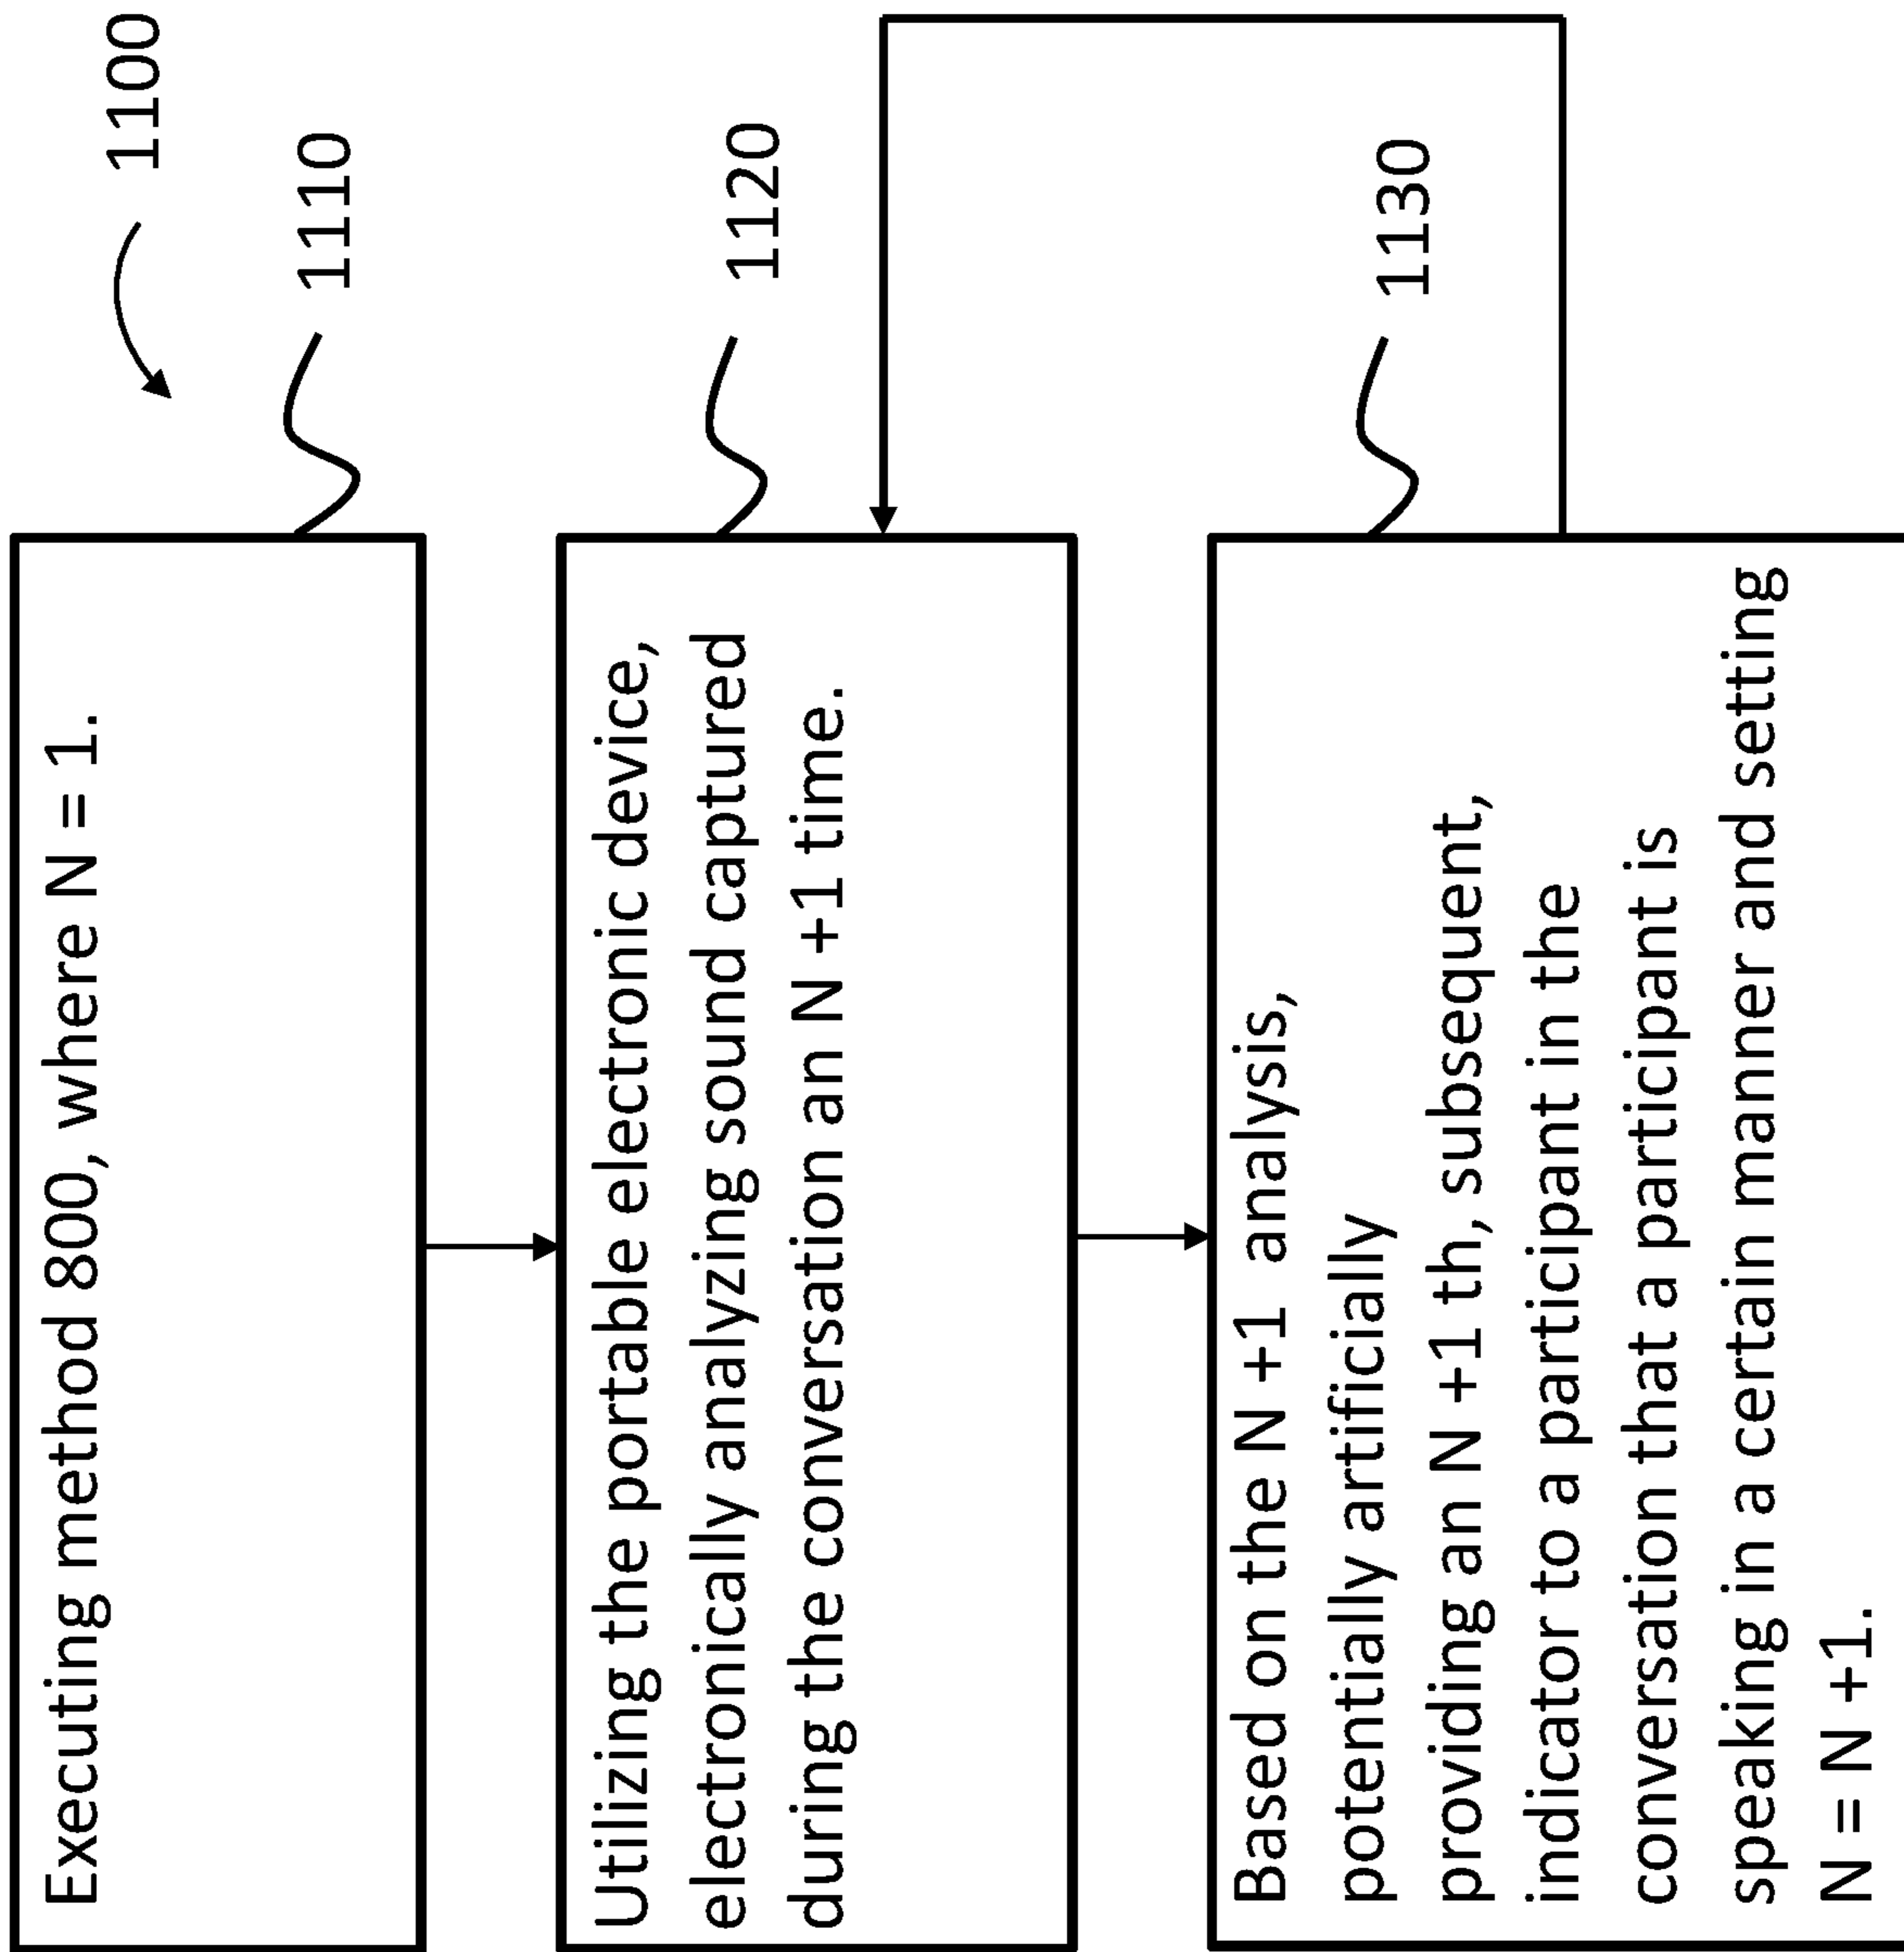 1100
Executing method 800, where N = 1.
1110
Utilizing the portable electronic device,
electronically analyzing sound captured
during the conversation an N +1 time.
1120
Based on the N +1 analysis,
potentially artificially
providing an N +1 th, subsequent,
indicator to a participant in the
conversation that a participant is
speaking in a certain manner and setting
N = N +1.
1130